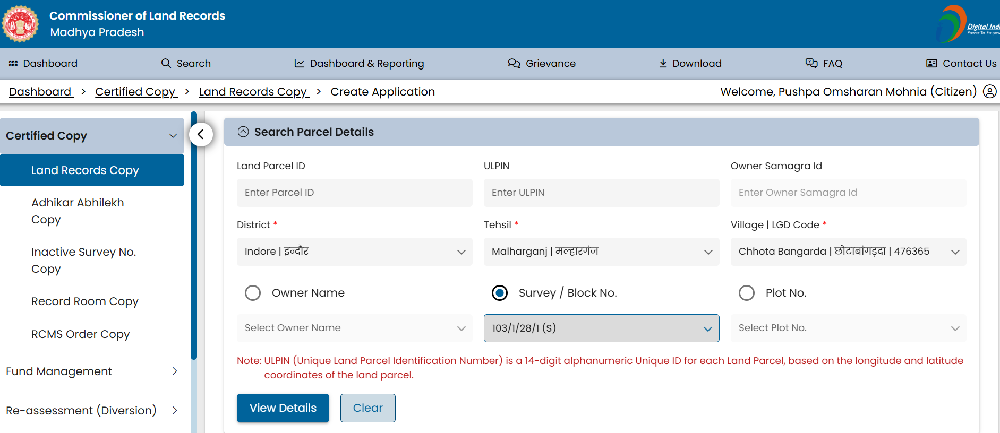 Commissioner of Land Records
Madhya Pradesh
Digital Indi
Power To Empow
Dashboard Search Dashboard & Reporting Grievance Download FAQ Contact Us
Dashboard > Certified Copy > Land Records Copy > Create Application Welcome, Pushpa Omsharan Mohnia (Citizen)
Certified Copy
Land Records Copy
Adhikar Abhilekh
Copy
Inactive Survey No.
Copy
Record Room Copy
RCMS Order Copy
Fund Management
Re-assessment (Diversion)
Search Parcel Details
Land Parcel ID ULPIN Owner Samagra Id
Enter Parcel ID Enter ULPIN Enter Owner Samagra Id
District * Tehsil * Village | LGD Code *
Indore | इन्दौर Malharganj | मल्हारगंज Chhota Bangarda | छोटाबांगड़दा | 476365
Owner Name Survey / Block No. Plot No.
Select Owner Name 103/1/28/1 (S) Select Plot No.
Note: ULPIN (Unique Land Parcel Identification Number) is a 14-digit alphanumeric Unique ID for each Land Parcel, based on the longitude and latitude
coordinates of the land parcel.
View Details Clear